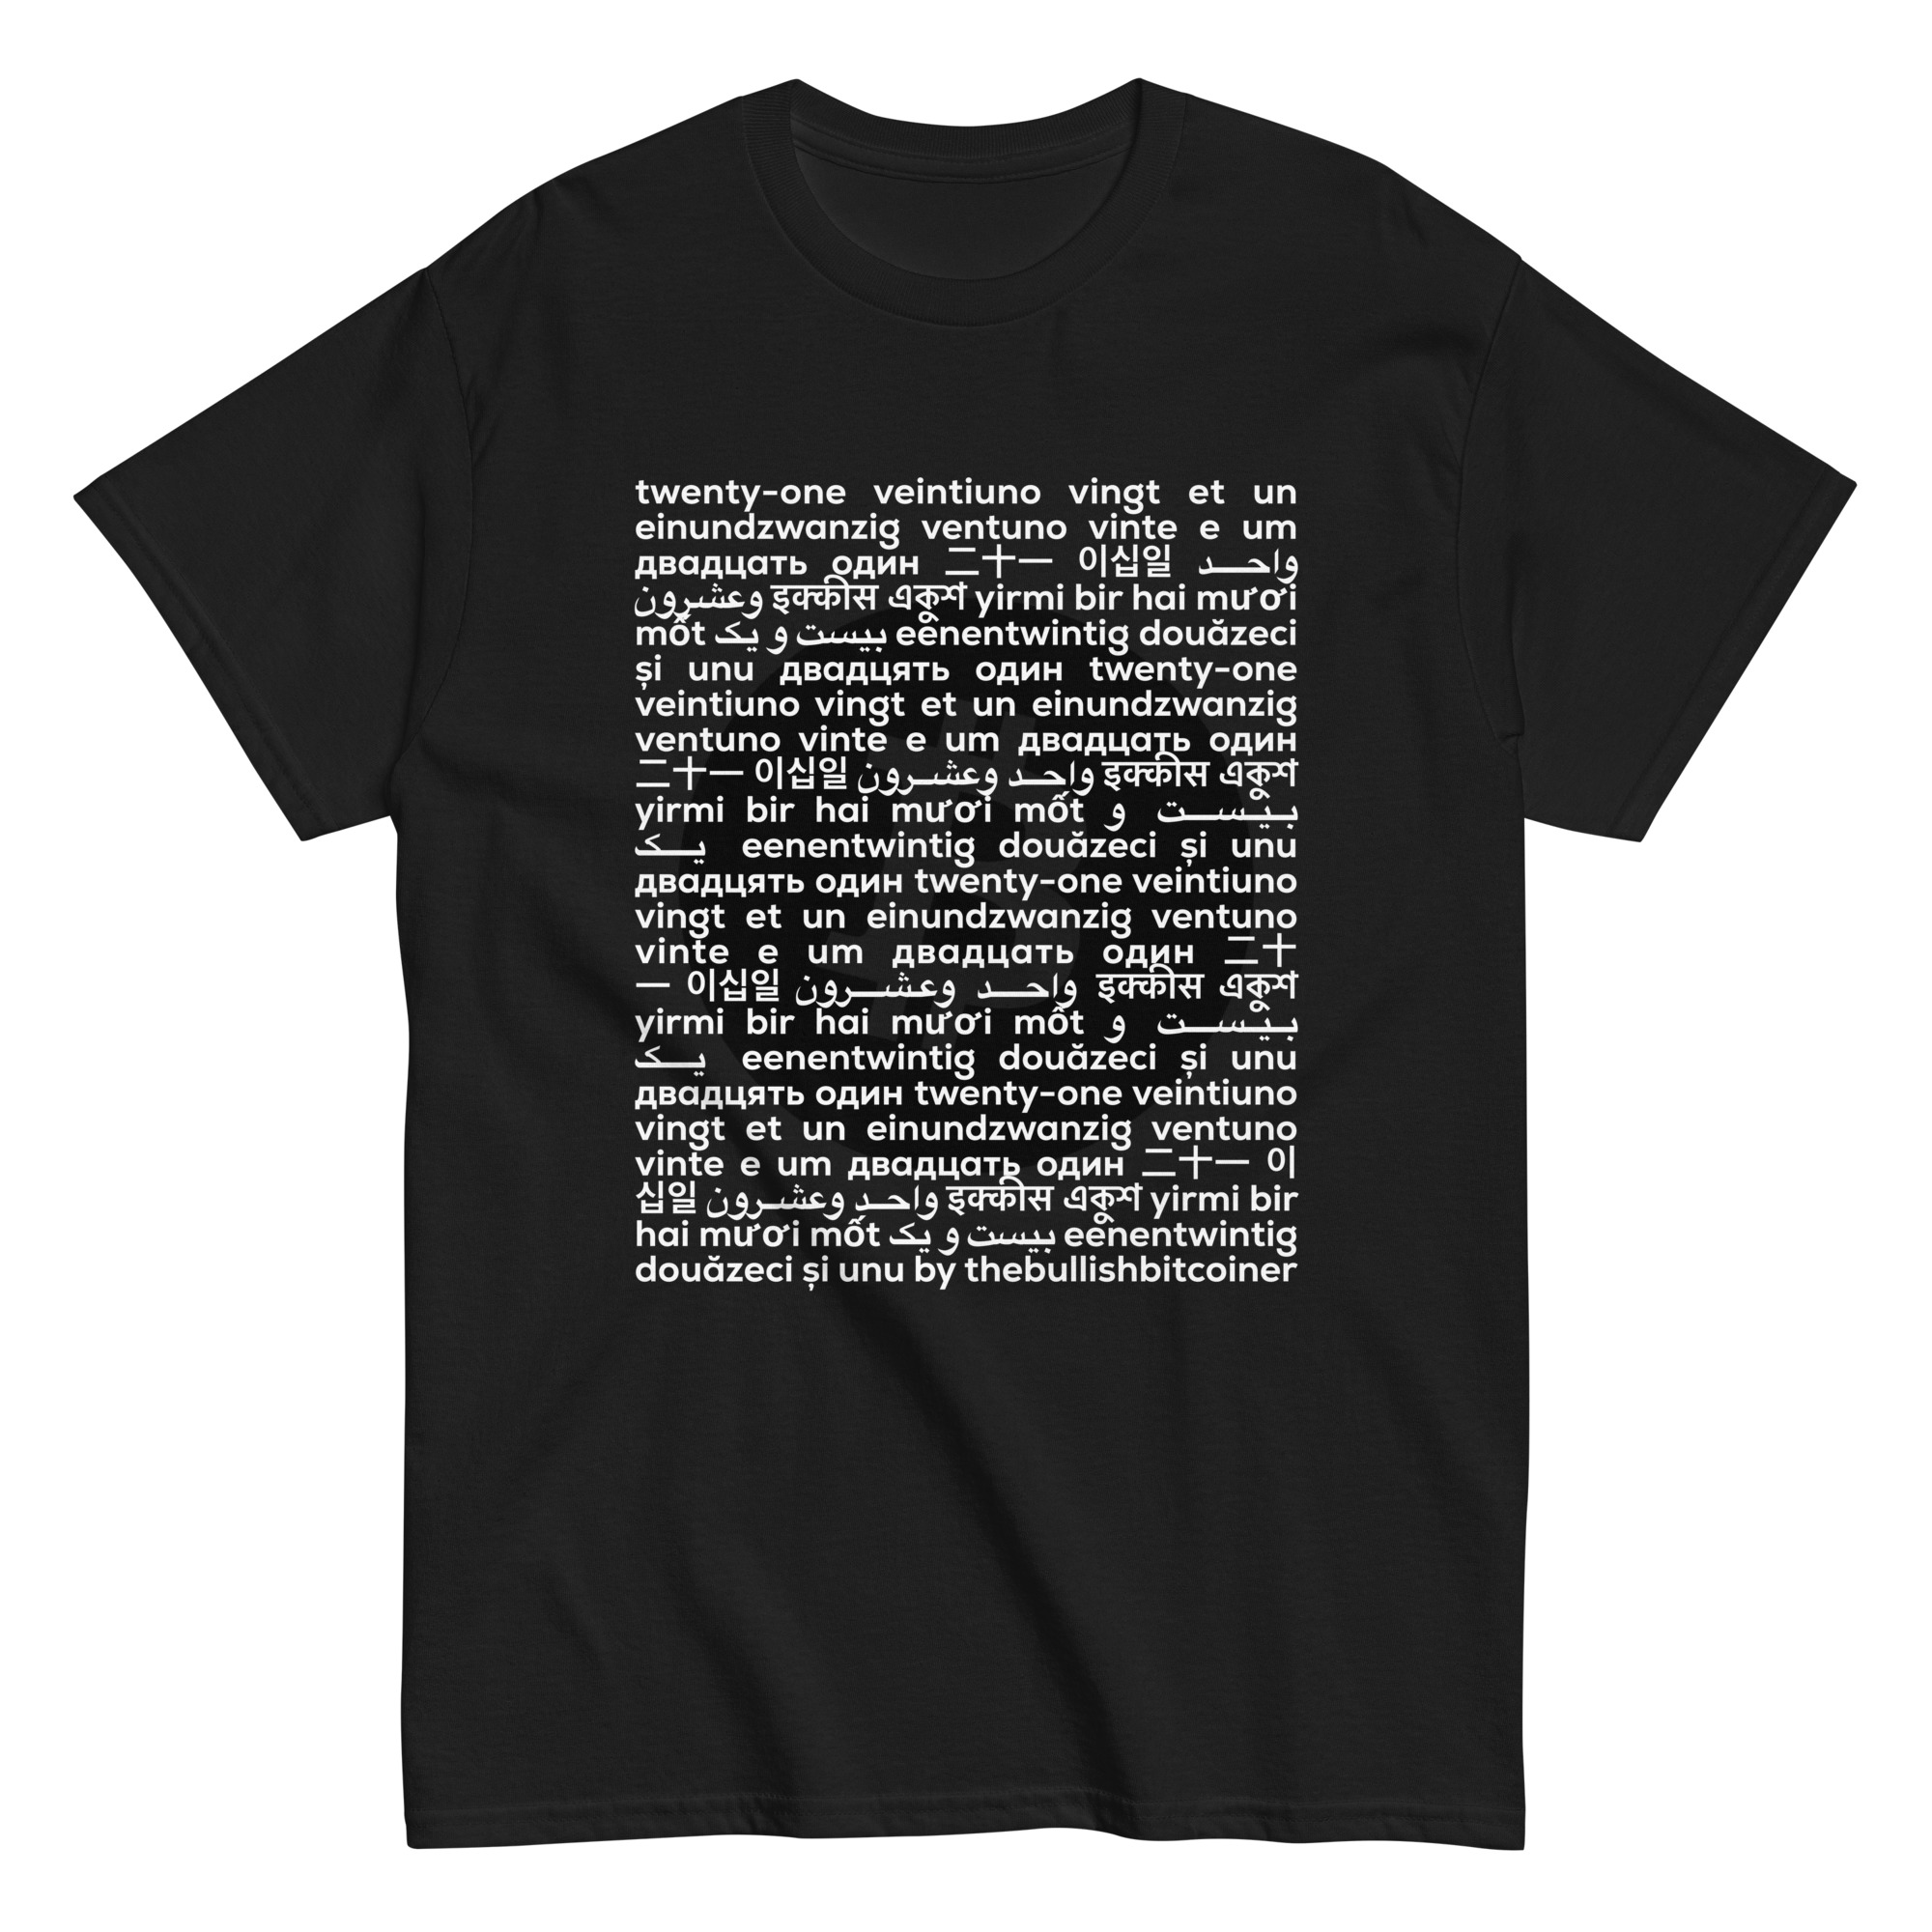 twenty-one veintiuno vingt et un
einundzwanzig ventuno vinte e um
двадцать один 二十一 이십일 واحد
وعشرون इक्कीस একুশ yirmi bir hai mươi
mốt بیست و یک eenentwintig douăzeci
și unu двадцять один twenty-one
veintiuno vingt et un einundzwanzig
ventuno vinte e um двадцать один
二十一 이십일 واحد وعشرون इक्कीस একুশ
yirmi bir hai mươi mốt بیست و
یک eenentwintig douăzeci și unu
двадцять один twenty-one veintiuno
vingt et un einundzwanzig ventuno
vinte e um двадцать один 二十
一 이십일 واحد وعشرون इक्कीस একুশ
yirmi bir hai mươi mốt بیست و
یک eenentwintig douăzeci și unu
двадцять один twenty-one veintiuno
vingt et un einundzwanzig ventuno
vinte e um двадцать один 二十一 이
십일 واحد وعشرون इक्कीस একুশ yirmi bir
hai mươi mốt بیست و یک eenentwintig
douăzeci și unu by thebullishbitcoiner